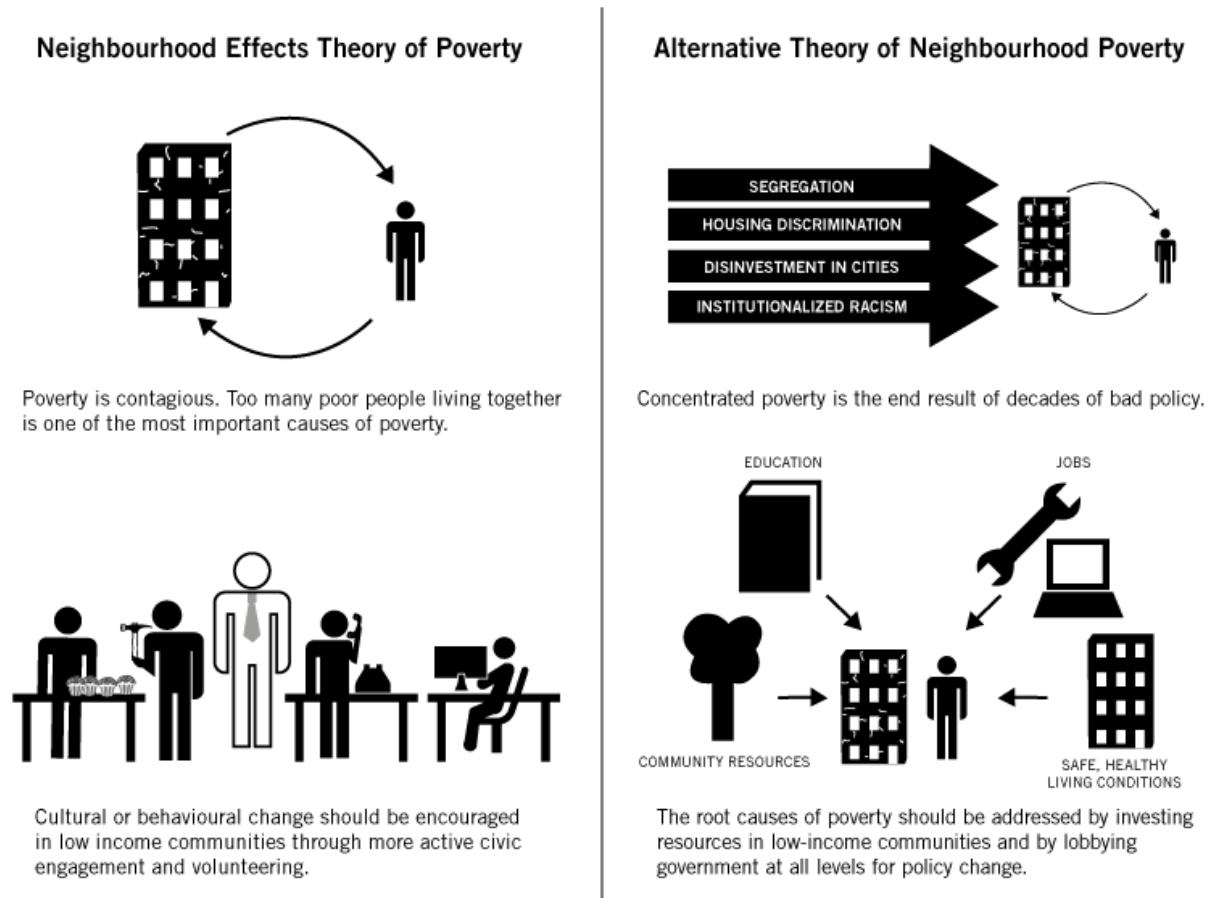 Neighbourhood Effects Theory of Poverty
Poverty is contagious. Too many poor people living together
is one of the most important causes of poverty.
Cultural or behavioural change should be encouraged
in low income communities through more active civic
engagement and volunteering.
Alternative Theory of Neighbourhood Poverty
SEGREGATION
HOUSING DISCRIMINATION
DISINVESTMENT IN CITIES
INSTITUTIONALIZED RACISM
Concentrated poverty is the end result of decades of bad policy.
EDUCATION
JOBS
COMMUNITY RESOURCES
SAFE, HEALTHY
LIVING CONDITIONS
The root causes of poverty should be addressed by investing
resources in low-income communities and by lobbying
government at all levels for policy change.